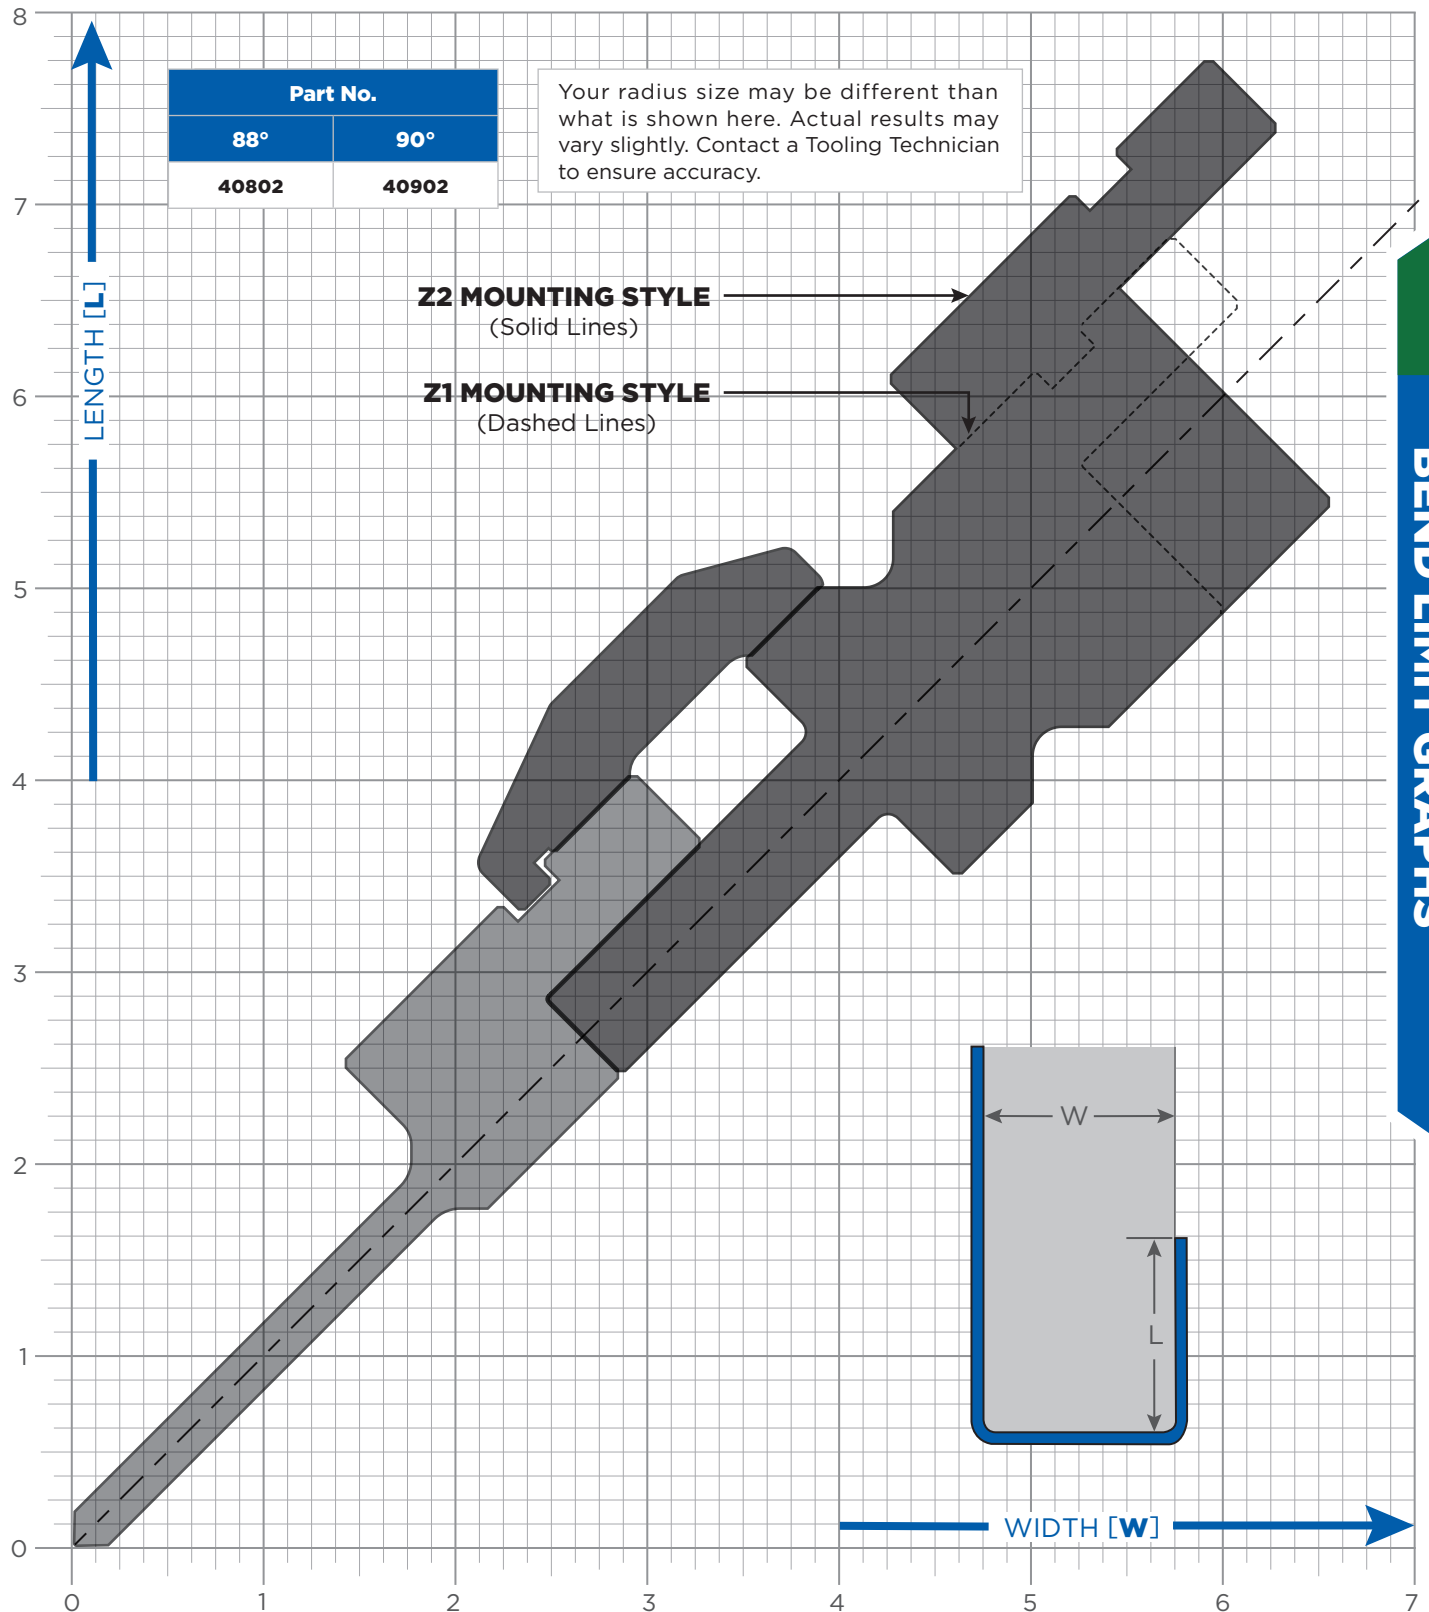 8
7
6
5
4
3
2
1
0
LENGTH [L]
Part No.
88° 90°
40802 40902
Your radius size may be different than
what is shown here. Actual results may
vary slightly. Contact a Tooling Technician
to ensure accuracy.
Z2 MOUNTING STYLE
(Solid Lines)
Z1 MOUNTING STYLE
(Dashed Lines)
BEND LIMIT GRAPHS
W
L
WIDTH [W]
0 1 2 3 4 5 6 7